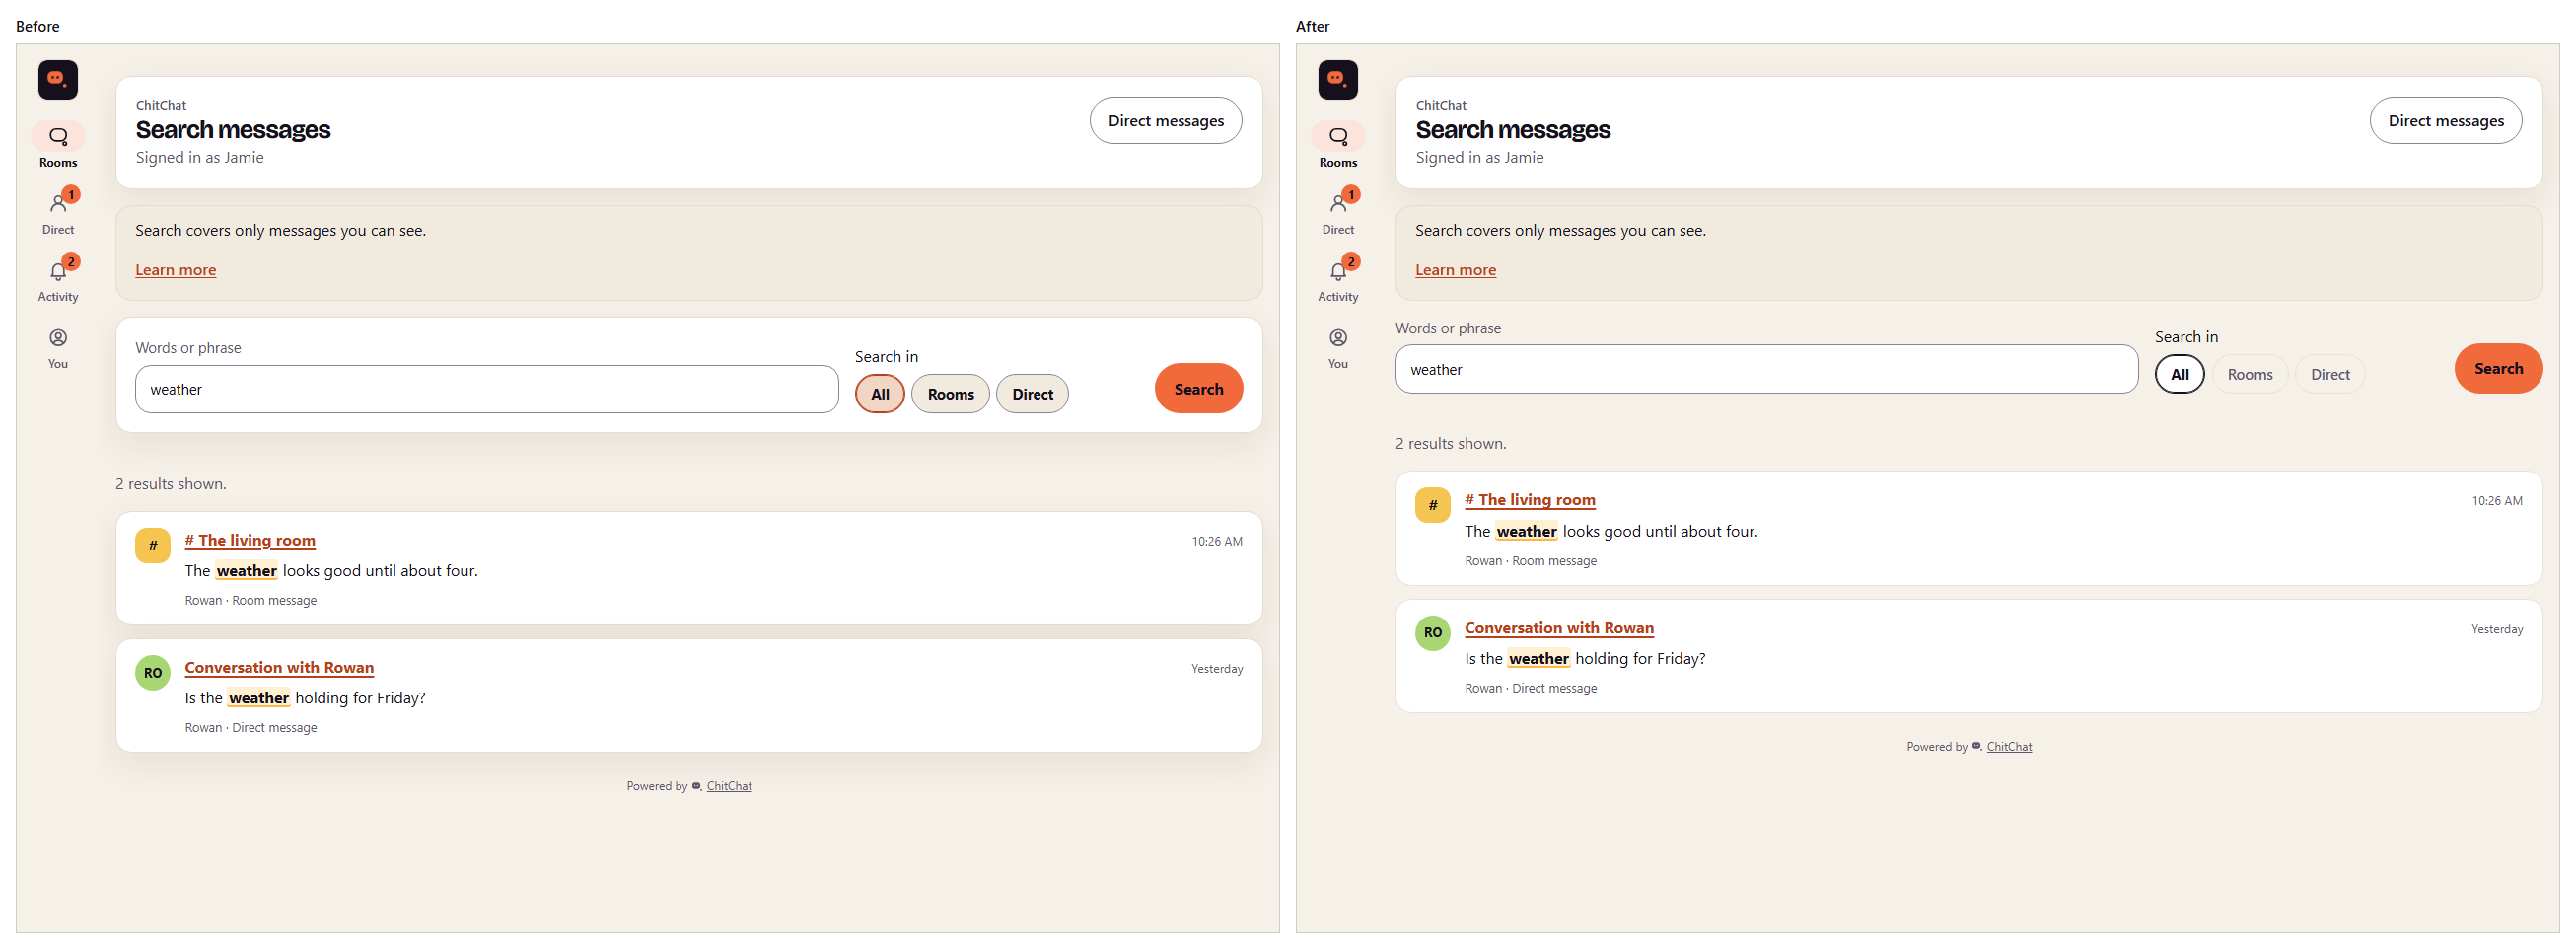 Before
ChitChat
Search messages
Signed in as Jamie
Direct messages
Rooms
1
Direct
2
Activity
You
Search covers only messages you can see.
Learn more
Words or phrase
weather
Search in
All
Rooms
Direct
Search
2 results shown.
#
# The living room
10:26 AM
The weather looks good until about four.
Rowan · Room message
RO
Conversation with Rowan
Yesterday
Is the weather holding for Friday?
Rowan · Direct message
Powered by ChitChat
After
ChitChat
Search messages
Signed in as Jamie
Direct messages
Rooms
1
Direct
2
Activity
You
Search covers only messages you can see.
Learn more
Words or phrase
weather
Search in
All
Rooms
Direct
Search
2 results shown.
#
# The living room
10:26 AM
The weather looks good until about four.
Rowan · Room message
RO
Conversation with Rowan
Yesterday
Is the weather holding for Friday?
Rowan · Direct message
Powered by ChitChat